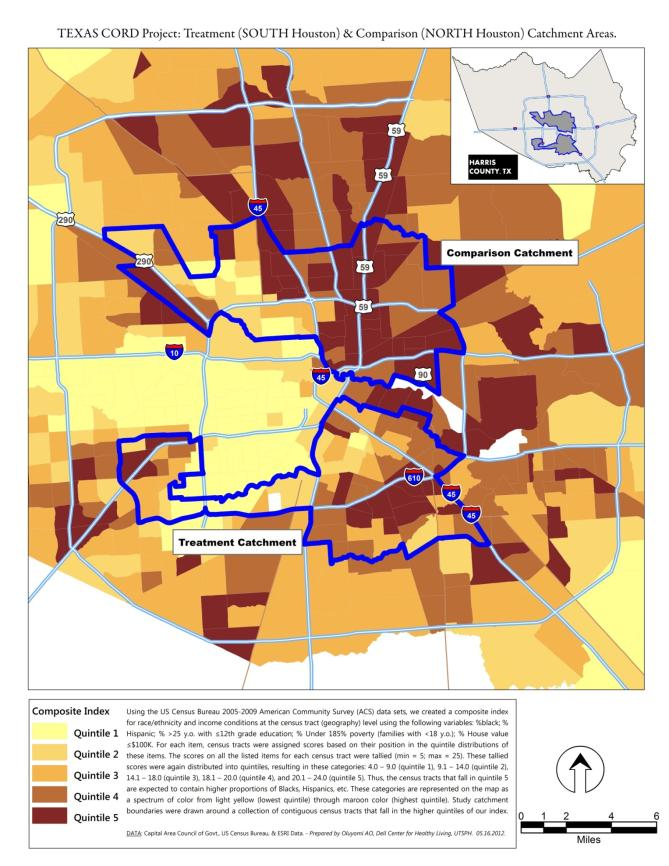 TEXAS CORD Project: Treatment (SOUTH Houston) & Comparison (NORTH Houston) Catchment Areas.
HARRIS
COUNTY, TX
59
59
45
290
Comparison Catchment
290
59
59
10
45
90
610
45
45
Treatment Catchment
Composite Index
Quintile 1
Quintile 2
Quintile 3
Quintile 4
Quintile 5
Using the US Census Bureau 2005-2009 American Community Survey (ACS) data sets, we created a composite index
for race/ethnicity and income conditions at the census tract (geography) level using the following variables: %black; %
Hispanic; % >25 y.o. with ≤12th grade education; % Under 185% poverty (families with <18 y.o.); % House value
≤$100K. For each item, census tracts were assigned scores based on their position in the quintile distributions of
these items. The scores on all the listed items for each census tract were tallied (min = 5; max = 25). These tallied
scores were again distributed into quintiles, resulting in these categories: 4.0 – 9.0 (quintile 1), 9.1 – 14.0 (quintile 2),
14.1 – 18.0 (quintile 3), 18.1 – 20.0 (quintile 4), and 20.1 – 24.0 (quintile 5). Thus, the census tracts that fall in quintile 5
are expected to contain higher proportions of Blacks, Hispanics, etc. These categories are represented on the map as
a spectrum of color from light yellow (lowest quintile) through maroon color (highest quintile). Study catchment
boundaries were drawn around a collection of contiguous census tracts that fall in the higher quintiles of our index.
DATA: Capital Area Council of Govt., US Census Bureau, & ESRI Data. - Prepared by Oluyomi AO, Dell Center for Healthy Living, UTSPH. 05.16.2012.
0 1 2 4 6
Miles